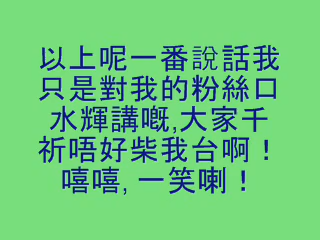 以上呢一番說話我
只是對我的粉絲口
水輝講嘅,大家千
祈唔好柴我台啊！
嘻嘻,一笑喇！